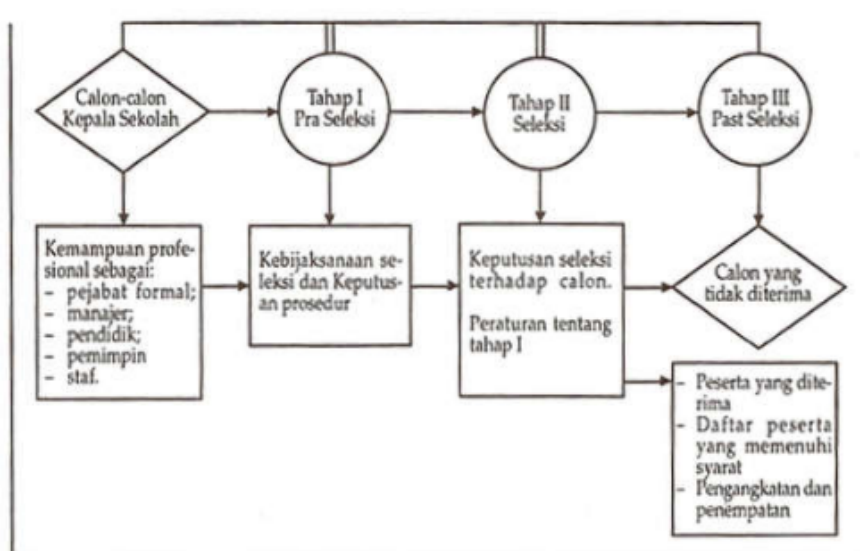 Calon-calon
Kepala Sekolah
Tahap I
Pra Seleksi
Tahap II
Seleksi
Tahap III
Past Seleksi
Kemampuan profe-
sional sebagai:
- pejabat formal;
- manajer;
- pendidik;
- pemimpin
- staf.
Kebijaksanaan se-
leksi dan Keputus-
an prosedur
Keputusan seleksi
terhadap calon.
Peraturan tentang
tahap I
Calon yang
tidak diterima
- Peserta yang dite-
rima
- Daftar peserta
yang memenuhi
syarat
- Pengangkatan dan
penempatan